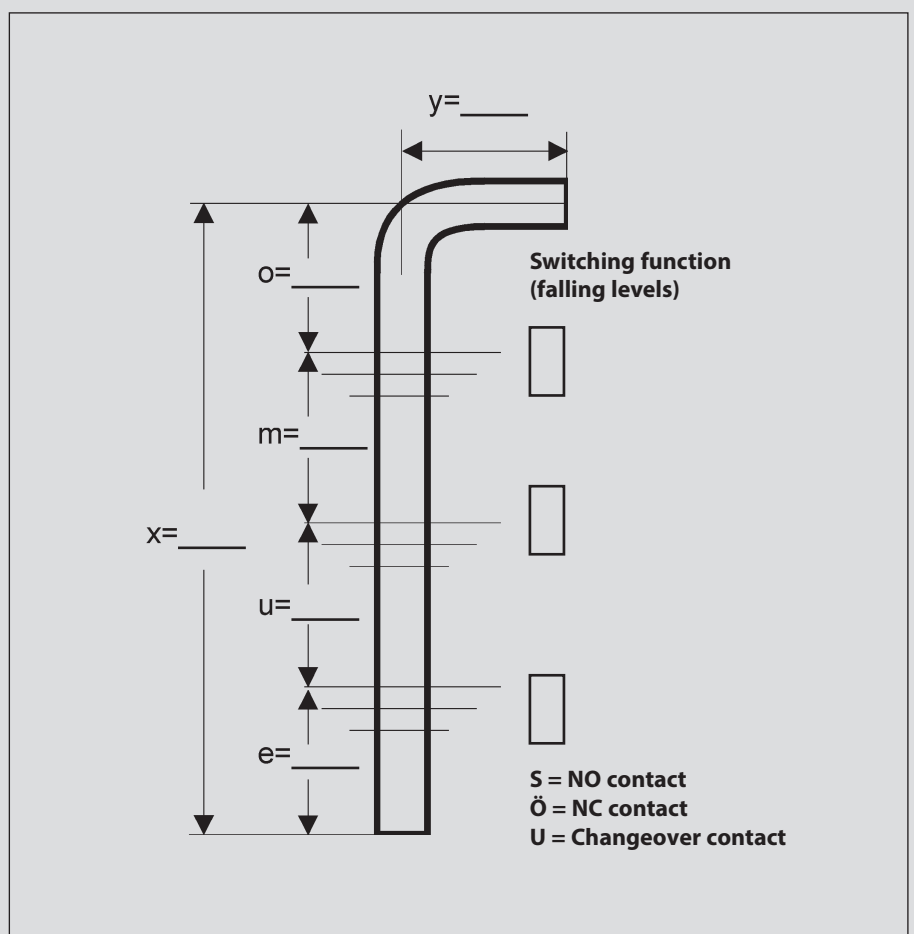 y=____
o=____
Switching function
(falling levels)
m=____
x=____
u=____
e=____
S = NO contact
Ö = NC contact
U = Changeover contact